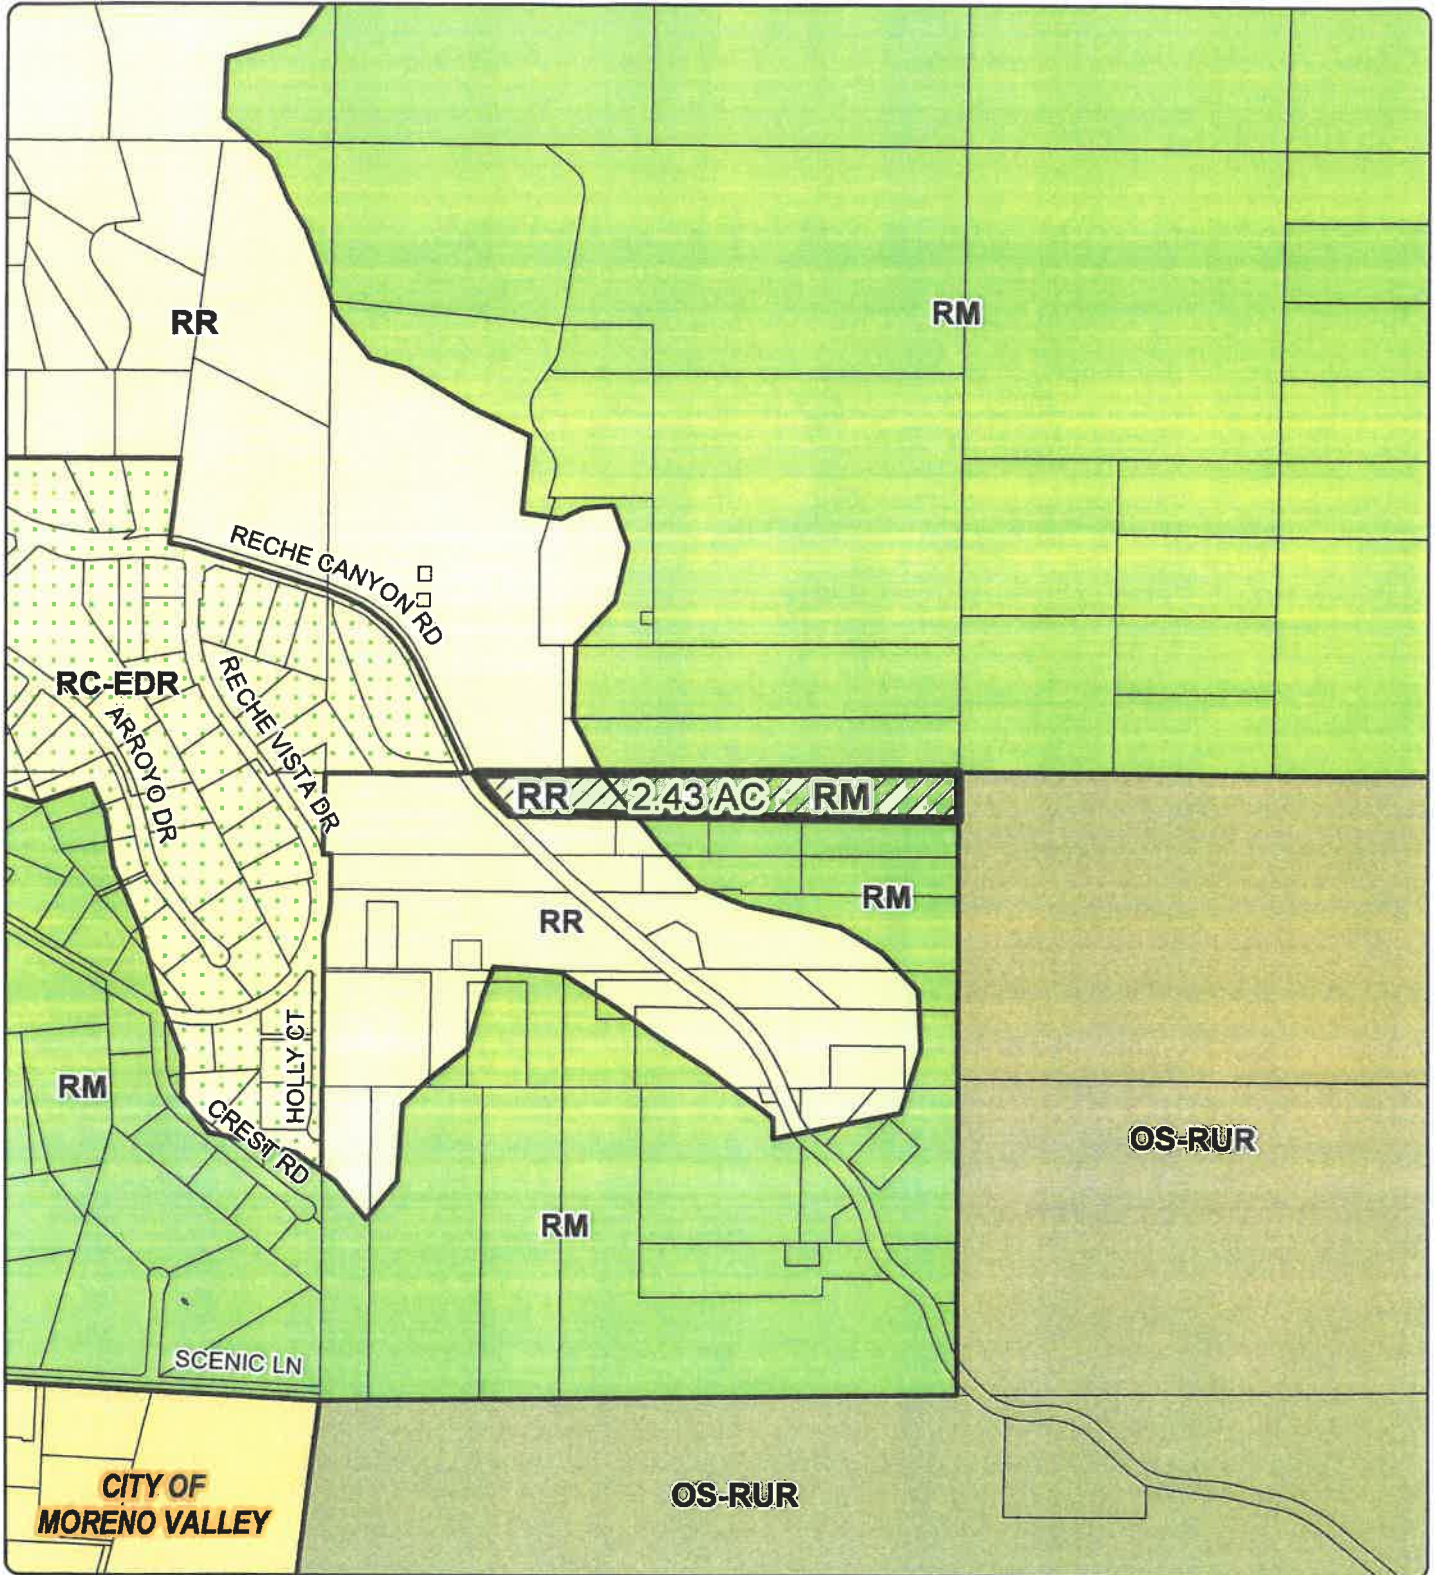 RM
RR
RECHE CANYON RD
RC-EDR
RECHE VISTA DR
ARROYO DR
RR 2.43 AC RM
RM
RR
HOLLY CT
RM
CREST RD
OS-RUR
RM
SCENIC LN
CITY OF
MORENO VALLEY
OS-RUR